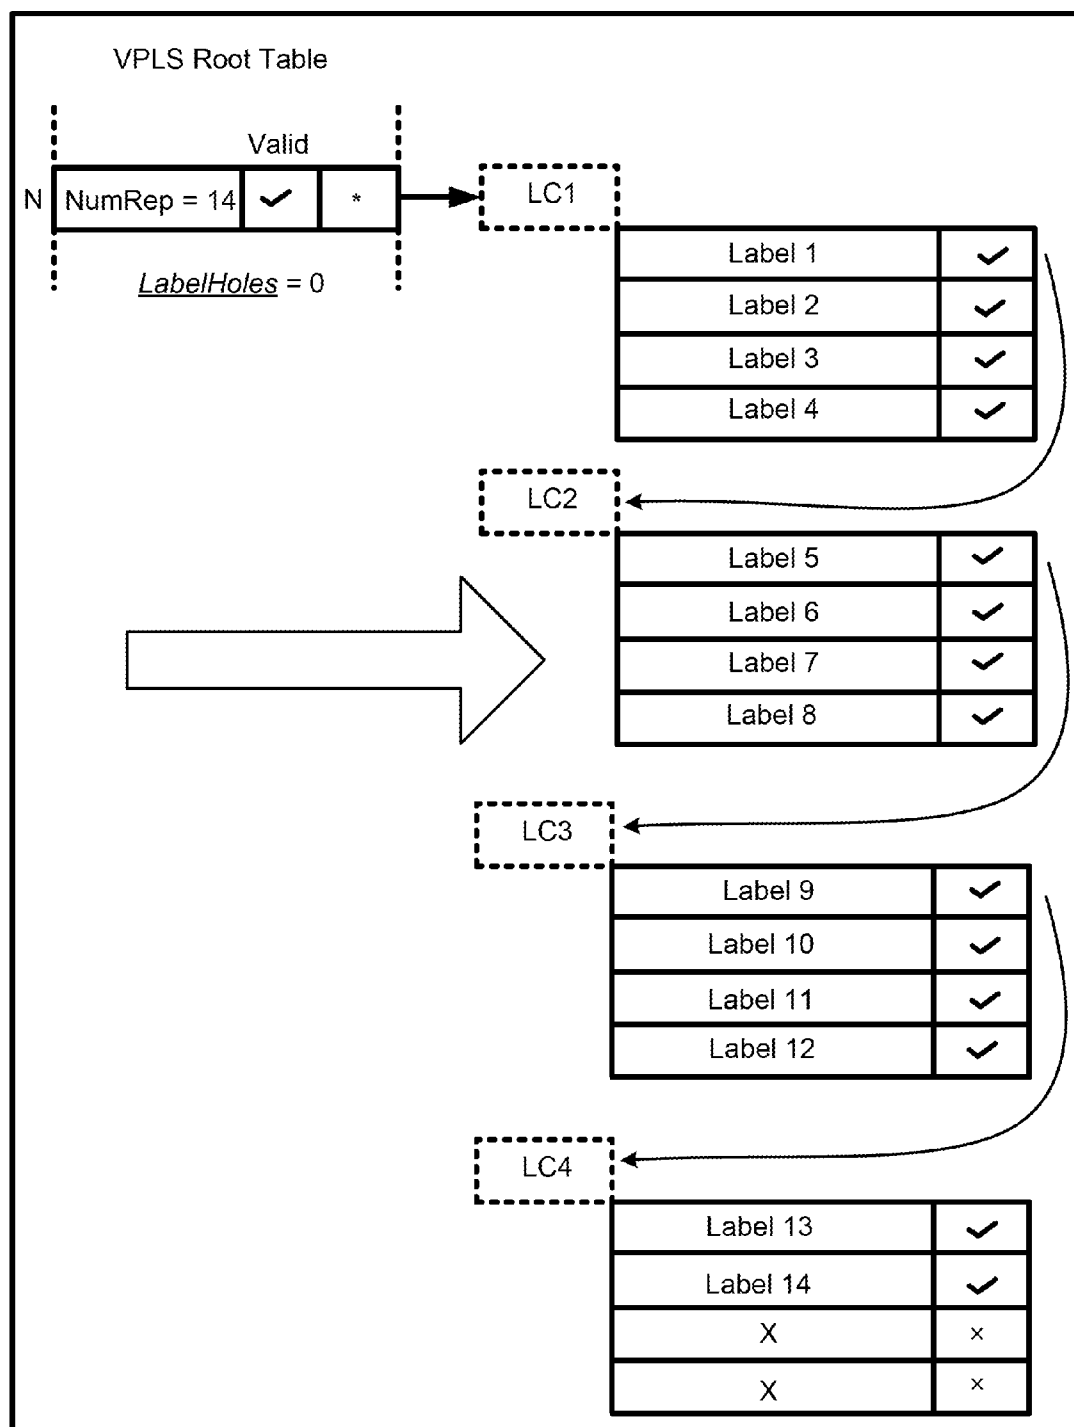 VPLS Root Table
Valid
N NumRep = 14 *
LabelHoles = 0
LC1
Label 1
Label 2
Label 3
Label 4
LC2
Label 5
Label 6
Label 7
Label 8
LC3
Label 9
Label 10
Label 11
Label 12
LC4
Label 13
Label 14
X ×
X ×